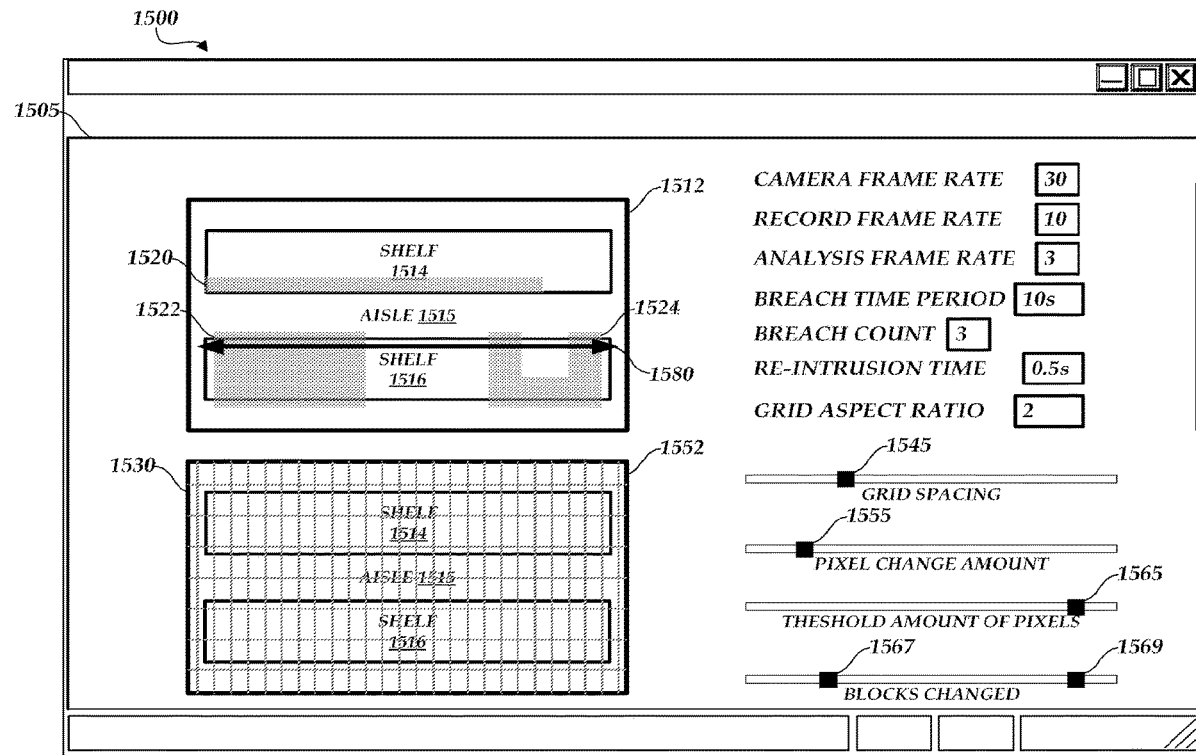 1500
1505
1512
CAMERA FRAME RATE 30
RECORD FRAME RATE 10
ANALYSIS FRAME RATE 3
BREACH TIME PERIOD 10s
BREACH COUNT 3
RE-INTRUSION TIME 0.5s
GRID ASPECT RATIO 2
1520
SHELF
1514
1522
AISLE 1515
1524
SHELF
1516
1580
1530
1552
SHELF
1514
AISLE 1515
SHELF
1516
1545
GRID SPACING
1555
PIXEL CHANGE AMOUNT
1565
THESHOLD AMOUNT OF PIXELS
1567
1569
BLOCKS CHANGED